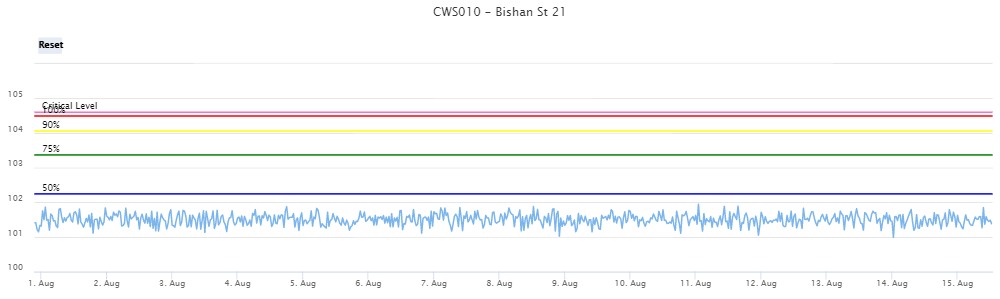 CWS010 - Bishan St 21
Reset
105
Critical Level
100%
104
90%
75%
103
50%
102
101
100
1. Aug 2. Aug 3. Aug 4. Aug 5. Aug 6. Aug 7. Aug 8. Aug 9. Aug 10. Aug 11. Aug 12. Aug 13. Aug 14. Aug 15. Aug